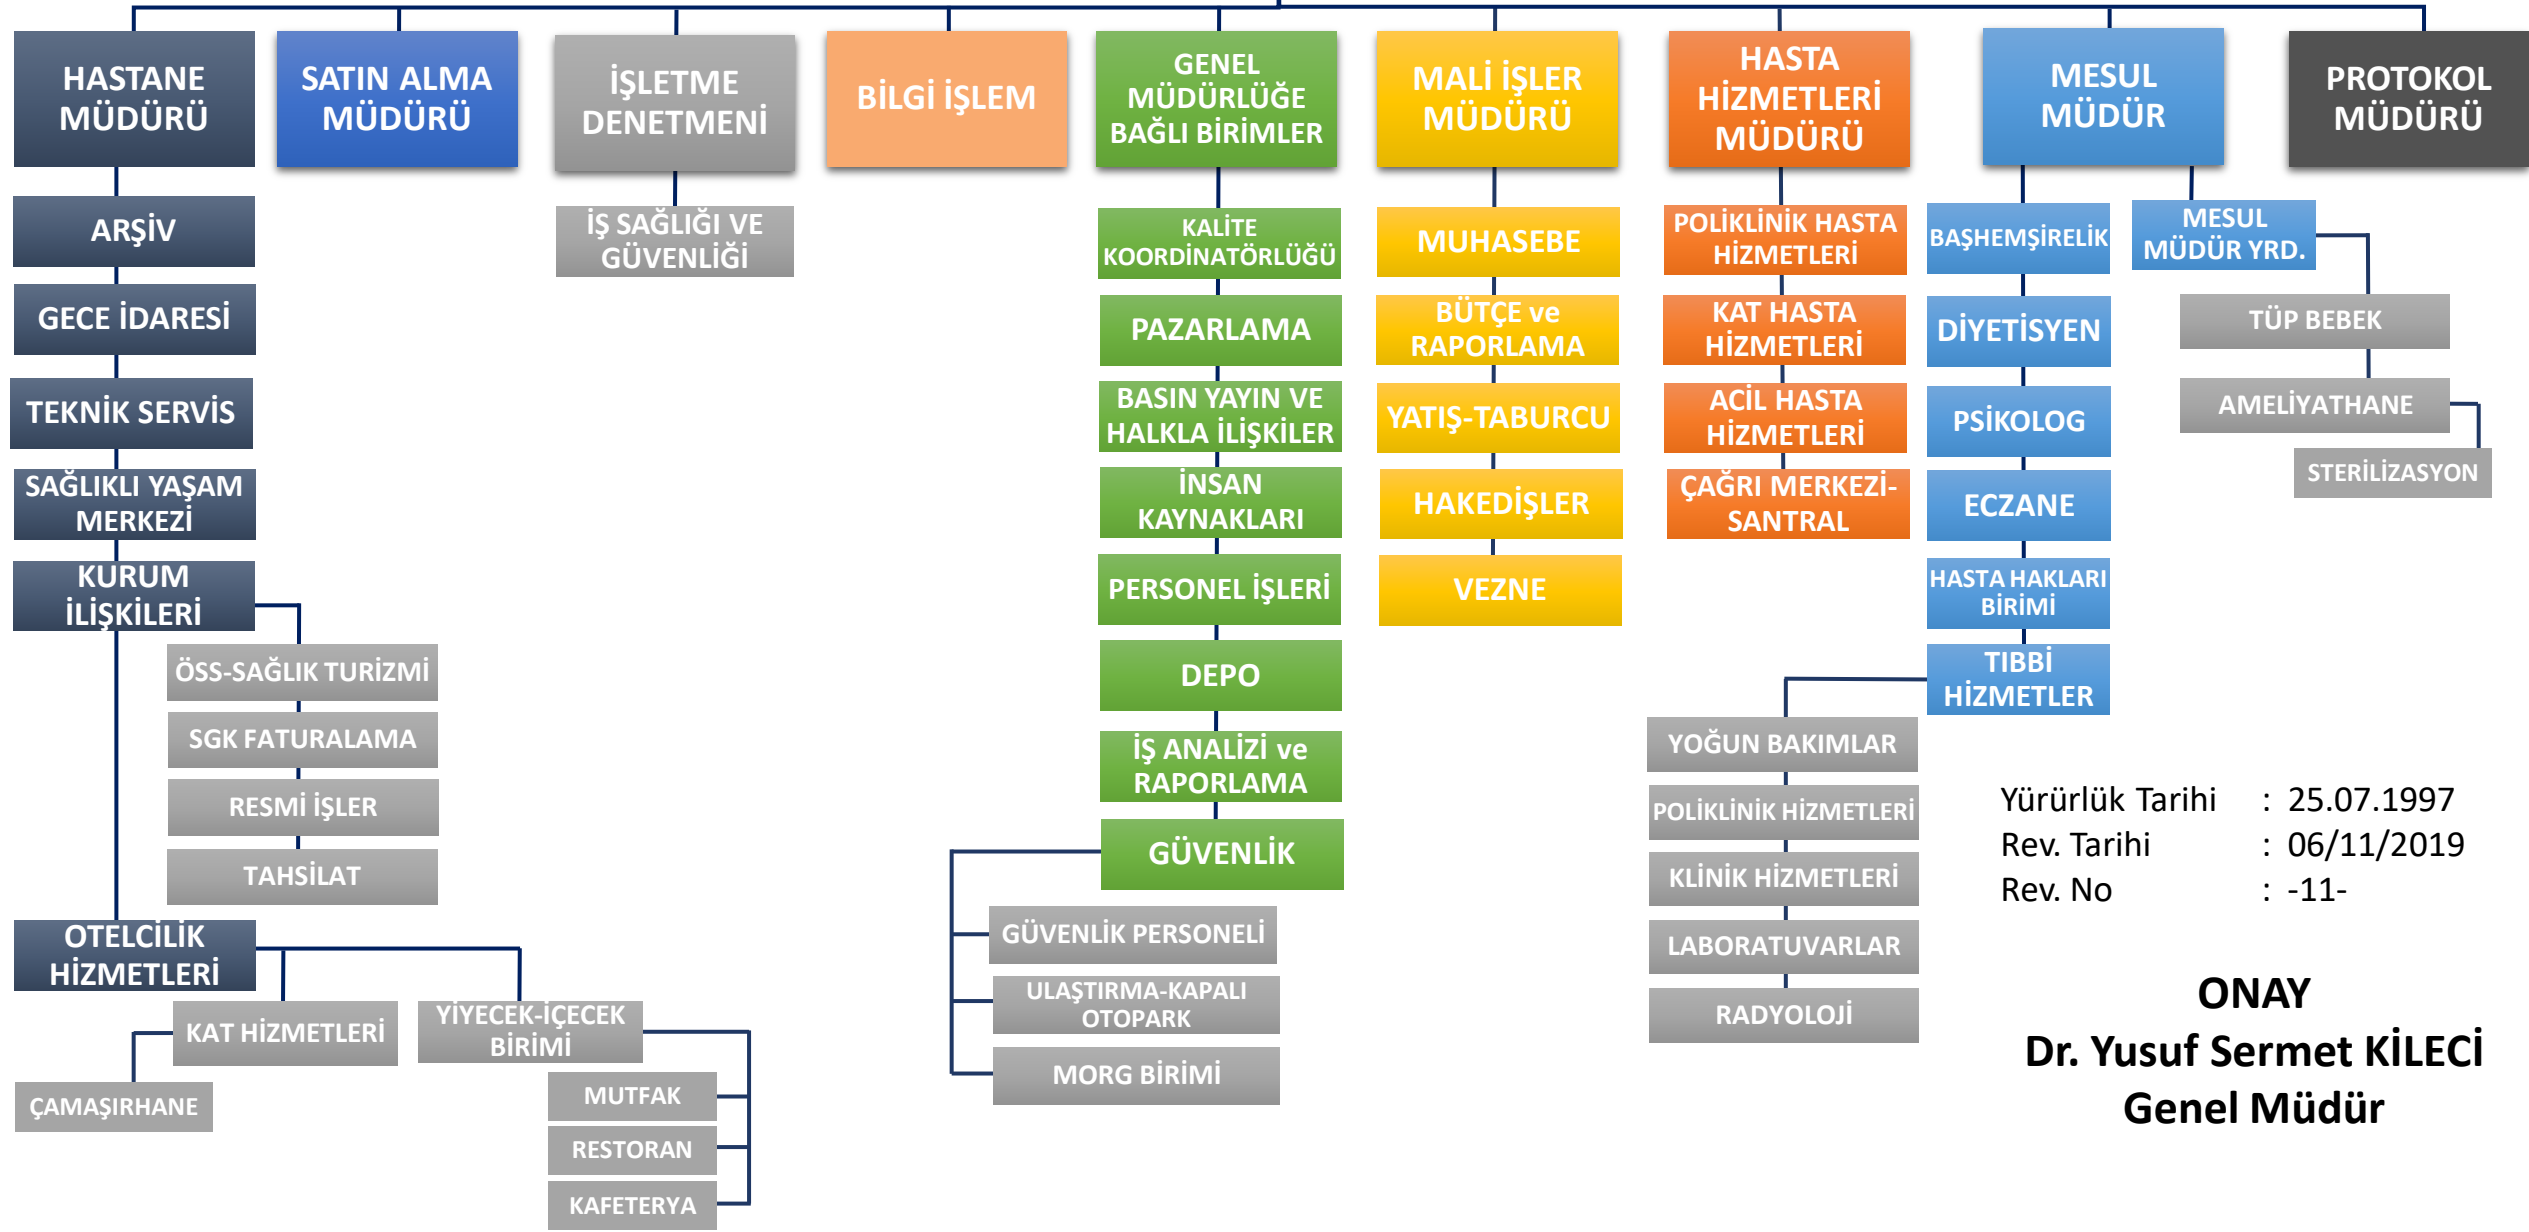 HASTANE
MÜDÜRÜ
SATIN ALMA
MÜDÜRÜ
İŞLETME
DENETMENİ
BİLGİ İŞLEM
GENEL
MÜDÜRLÜĞE
BAĞLI BİRİMLER
MALİ İŞLER
MÜDÜRÜ
HASTA
HİZMETLERİ
MÜDÜRÜ
MESUL
MÜDÜR
PROTOKOL
MÜDÜRÜ
ARŞİV
GECE İDARESİ
TEKNİK SERVİS
SAĞLIKLI YAŞAM
MERKEZİ
KURUM
İLİŞKİLERİ
ÖSS-SAĞLIK TURİZMİ
SGK FATURALAMA
RESMİ İŞLER
TAHSİLAT
OTELCİLİK
HİZMETLERİ
KAT HİZMETLERİ
ÇAMAŞIRHANE
YİYECEK-İÇECEK
BİRİMİ
MUTFAK
RESTORAN
KAFETERYA
İŞ SAĞLIĞI VE
GÜVENLİĞİ
KALİTE
KOORDİNATÖRLÜĞÜ
PAZARLAMA
BASIN YAYIN VE
HALKLA İLİŞKİLER
İNSAN
KAYNAKLARI
PERSONEL İŞLERİ
DEPO
İŞ ANALİZİ ve
RAPORLAMA
GÜVENLİK
GÜVENLİK PERSONELİ
ULAŞTIRMA-KAPALI
OTOPARK
MORG BİRİMİ
MUHASEBE
BÜTÇE ve
RAPORLAMA
YATIŞ-TABURCU
HAKEDİŞLER
VEZNE
POLİKLİNİK HASTA
HİZMETLERİ
KAT HASTA
HİZMETLERİ
ACİL HASTA
HİZMETLERİ
ÇAĞRI MERKEZİ-
SANTRAL
BAŞHEMŞİRELİK
DİYETİSYEN
PSİKOLOG
ECZANE
HASTA HAKLARI
BİRİMİ
TIBBİ
HİZMETLER
YOĞUN BAKIMLAR
POLİKLİNİK HİZMETLERİ
KLİNİK HİZMETLERİ
LABORATUVARLAR
RADYOLOJİ
MESUL
MÜDÜR YRD.
TÜP BEBEK
AMELİYATHANE
STERİLİZASYON
Yürürlük Tarihi : 25.07.1997
Rev. Tarihi : 06/11/2019
Rev. No : -11-
ONAY
Dr. Yusuf Sermet KİLECİ
Genel Müdür